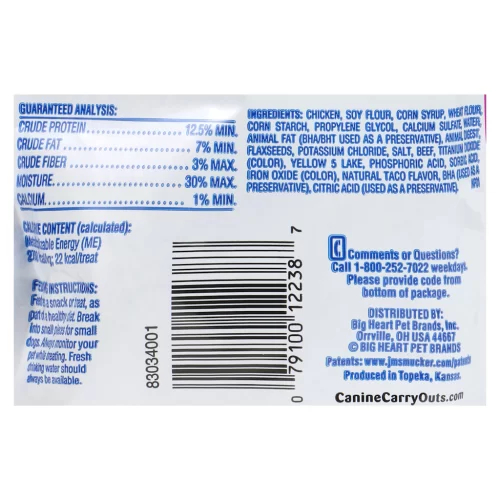 GUARANTEED ANALYSIS:
CRUDE PROTEIN 12.5% MIN.
CRUDE FAT 7% MIN.
CRUDE FIBER 3% MAX.
MOISTURE 30% MAX.
CALCIUM 1% MIN.
CALORIE CONTENT (calculated):
Metabolizable Energy (ME)
22 kcal/treat
FEEDING INSTRUCTIONS:
Feed as a snack or treat, as
part of a healthy diet. Break
into small pieces for small
dogs. Always monitor your
pet while treating. Fresh
drinking water should
always be available.
INGREDIENTS: CHICKEN, SOY FLOUR, CORN SYRUP, WHEAT FLOUR,
CORN STARCH, PROPYLENE GLYCOL, CALCIUM SULFATE, WATER,
ANIMAL FAT (BHA/BHT USED AS A PRESERVATIVE), ANIMAL DIGEST,
FLAXSEEDS, POTASSIUM CHLORIDE, SALT, BEEF, TITANIUM DIOXIDE
(COLOR), YELLOW 5 LAKE, PHOSPHORIC ACID, SORBIC ACID,
IRON OXIDE (COLOR), NATURAL TACO FLAVOR, BHA (USED AS A
PRESERVATIVE), CITRIC ACID (USED AS A PRESERVATIVE).
83034001
0 79100 12238 7
Comments or Questions?
Call 1-800-252-7022 weekdays.
Please provide code from
bottom of package.
DISTRIBUTED BY:
Big Heart Pet Brands, Inc.
Orrville, OH USA 44667
© BIG HEART PET BRANDS
Patents: www.jmsmucker.com/patents
Produced in Topeka, Kansas.
CanineCarryOuts.com